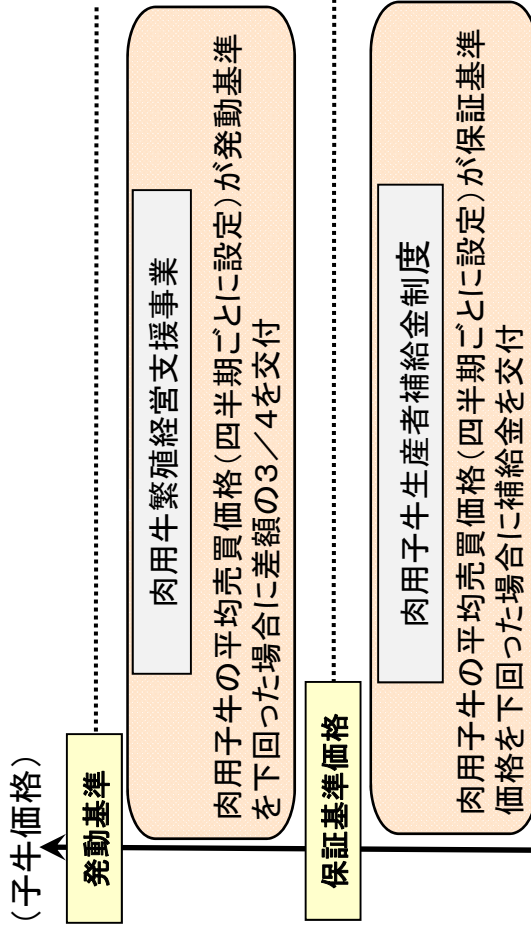 (子牛価格)
発動基準
肉用牛繁殖経営支援事業
肉用子牛の平均売買価格(四半期ごとに設定)が発動基準
を下回った場合に差額の3/4を交付
保証基準価格
肉用子牛生産者補給金制度
肉用子牛の平均売買価格(四半期ごとに設定)が保証基準
価格を下回った場合に補給金を交付